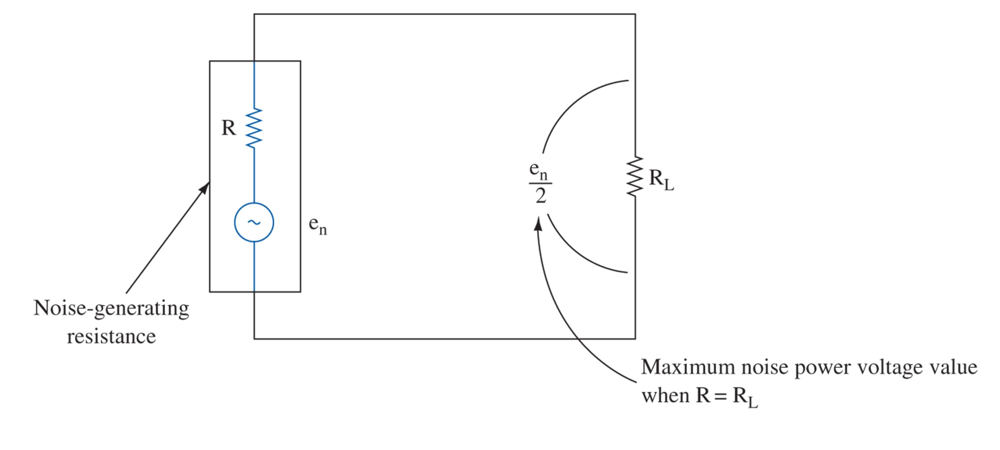 R
e_n
e_n
2
R_L
Noise-generating
resistance
Maximum noise power voltage value
when R = R_L